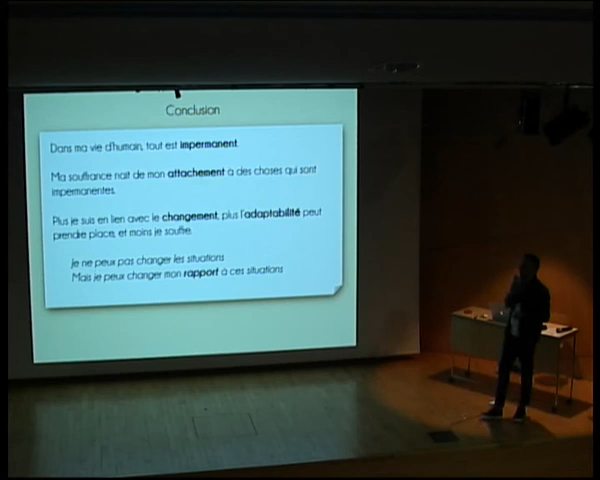 Conclusion
Dans ma vie d'humain, tout est impermanent.
Ma souffrance nait de mon attachement à des choses qui sont
impermanentes.
Plus je suis en lien avec le changement, plus l'adaptabilité peut
prendre place, et moins je souffre.
Je ne peux pas changer les situations
Mais je peux changer mon rapport à ces situations